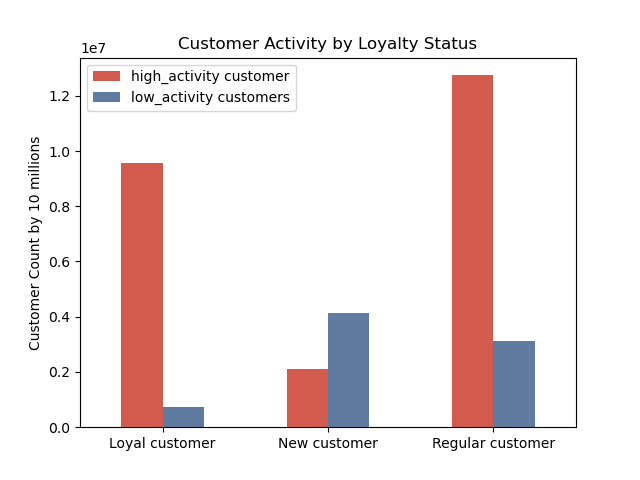 Customer Activity by Loyalty Status
1e7
high_activity customer
low_activity customers
Customer Count by 10 millions
1.2
1.0
0.8
0.6
0.4
0.2
0.0
Loyal customer
New customer
Regular customer